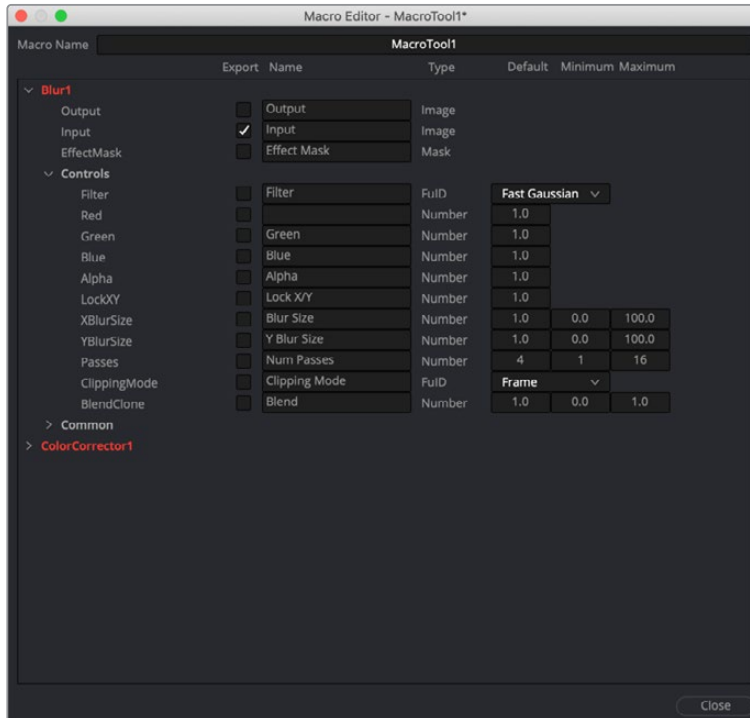 Macro Editor - MacroTool1*
Macro Name MacroTool1
Export Name Type Default Minimum Maximum
Blur1
Output Output Image
Input Input Image
EffectMask Effect Mask Mask
Controls
Filter Filter FuID Fast Gaussian
Red Number 1.0
Green Green Number 1.0
Blue Blue Number 1.0
Alpha Alpha Number 1.0
LockXY Lock X/Y Number 1.0
XBlurSize Blur Size Number 1.0 0.0 100.0
YBlurSize Y Blur Size Number 1.0 0.0 100.0
Passes Num Passes Number 4 1 16
ClippingMode Clipping Mode FuID Frame
BlendClone Blend Number 1.0 0.0 1.0
Common
ColorCorrector1
Close